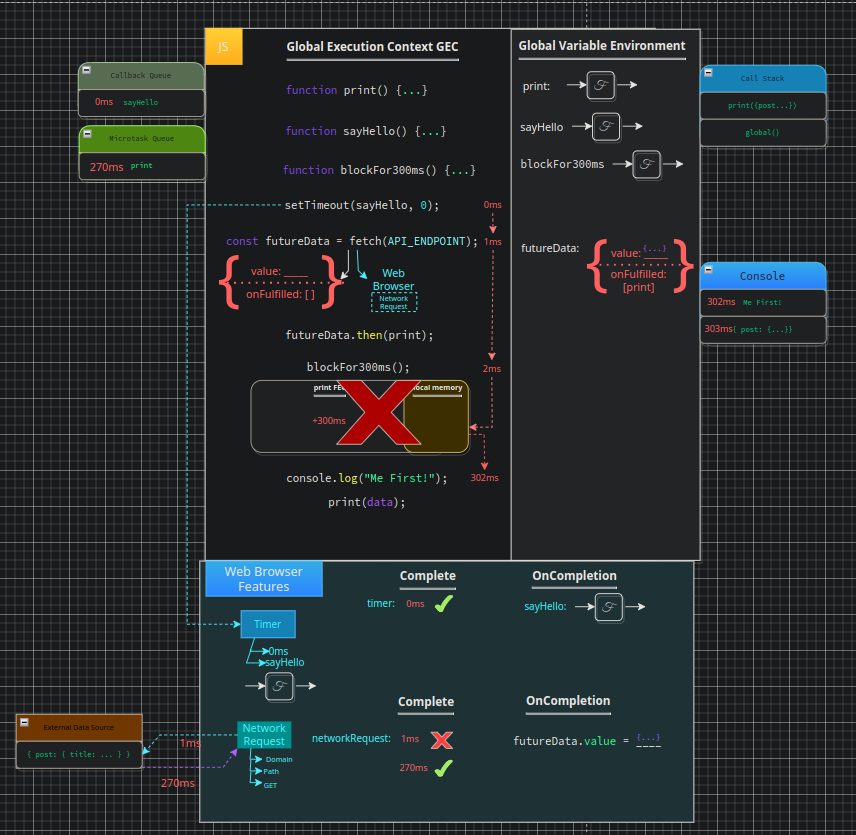 JS
Global Execution Context GEC
function print() {...}
function sayHello() {...}
function blockFor300ms() {...}
setTimeout(sayHello, 0);
0ms
const futureData = fetch(API_ENDPOINT);
1ms
value: ____
onFulfilled: [ ]
Web
Browser
Network
Request
futureData.then(print);
blockFor300ms();
2ms
print FE
ocal memory
+300ms
console.log("Me First!");
302ms
print(data);
Global Variable Environment
print:
F
sayHello
F
blockFor300ms
F
futureData:
value: {...}
onFulfilled:
[print]
Callback Queue
0ms sayHello
Microtask Queue
270ms print
Call Stack
print({post...})
global()
Console
302ms Me First!
303ms{ post: {...}}
Web Browser
Features
Complete
OnCompletion
timer: 0ms
sayHello:
F
Timer
0ms
sayHello
F
Complete
OnCompletion
Network
Request
networkRequest: 1ms
270ms
futureData.value = {...}
Domain
Path
GET
External Data Source
{ post: { title: ... } }
1ms
270ms